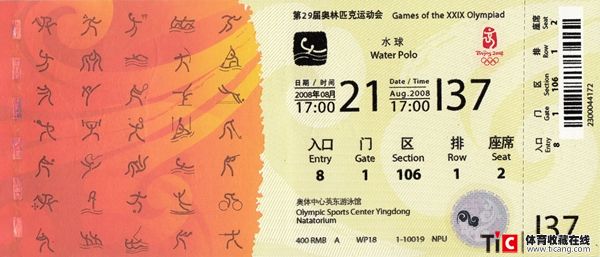 第29届奥林匹克运动会 Games of the XXIX Olympiad
水球
Water Polo
Beijing 2008
日期 / 时间
2008年08月
17:00
21
Date / Time
Aug.2008
17:00
137
入口 门 区 排 座席
Entry Gate Section Row Seat
8 1 106 1 2
奥体中心英东游泳馆
Olympic Sports Center Yingdong
Natatorium
400 RMB A WP18 1-10019 NPU
座席 Seat 2
排 Row 1
区 Section 106
门 Gate 1
入口 Entry 8
2300044172
137
TiC 体育收藏在线
www.ticang.com